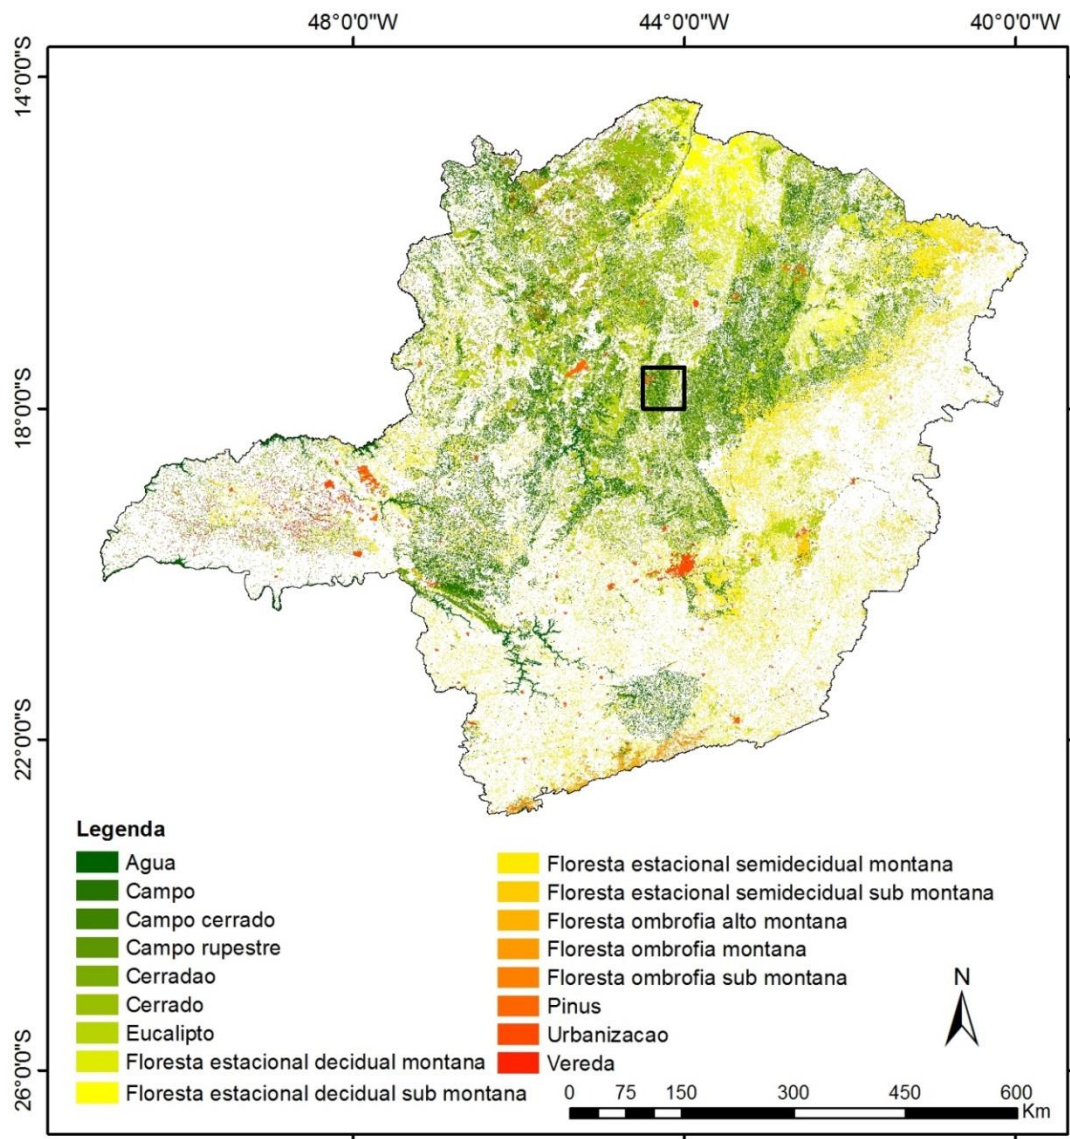 48°0'0"W 44°0'0"W 40°0'0"W
14°0'0"S
18°0'0"S
22°0'0"S
26°0'0"S
Legenda
Agua
Campo
Campo cerrado
Campo rupestre
Cerradao
Cerrado
Eucalipto
Floresta estacional decidual montana
Floresta estacional decidual sub montana
Floresta estacional semidecidual montana
Floresta estacional semidecidual sub montana
Floresta ombrofia alto montana
Floresta ombrofia montana
Floresta ombrofia sub montana
Pinus
Urbanizacao
Vereda
N
0 75 150 300 450 600
Km